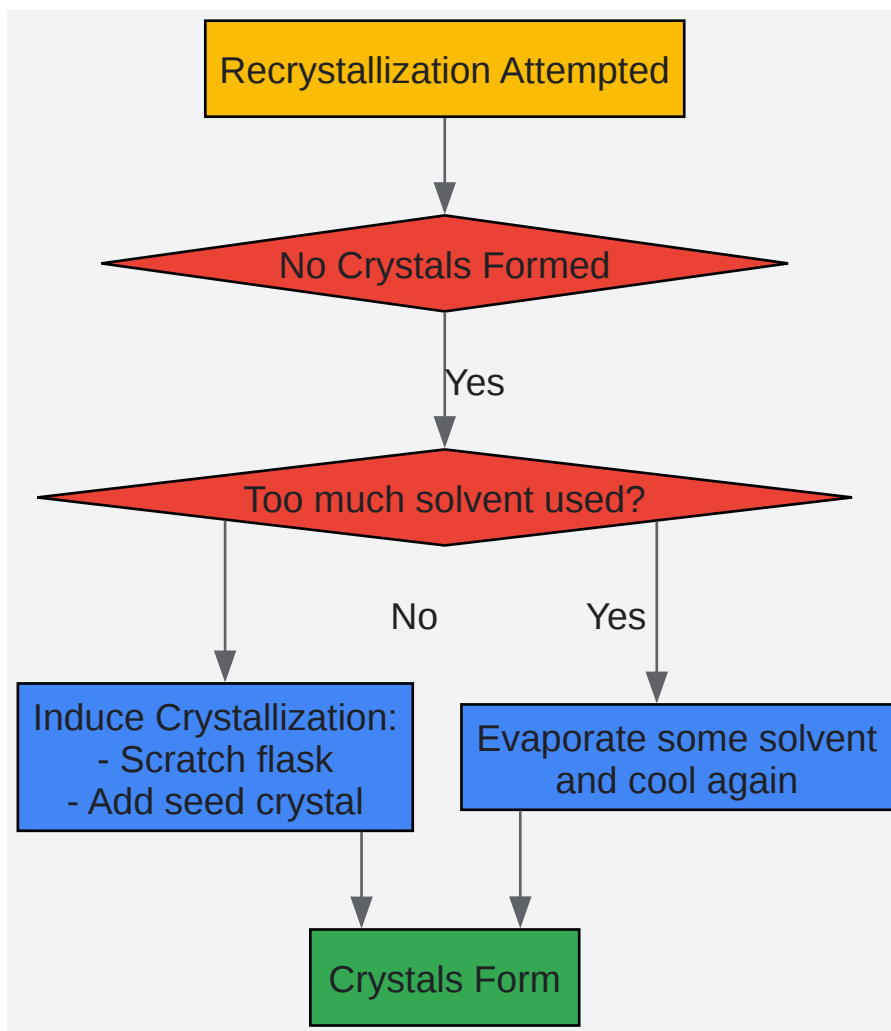 Recrystallization Attempted
No Crystals Formed
Yes
Too much solvent used?
No
Yes
Induce Crystallization:
- Scratch flask
- Add seed crystal
Evaporate some solvent
and cool again
Crystals Form